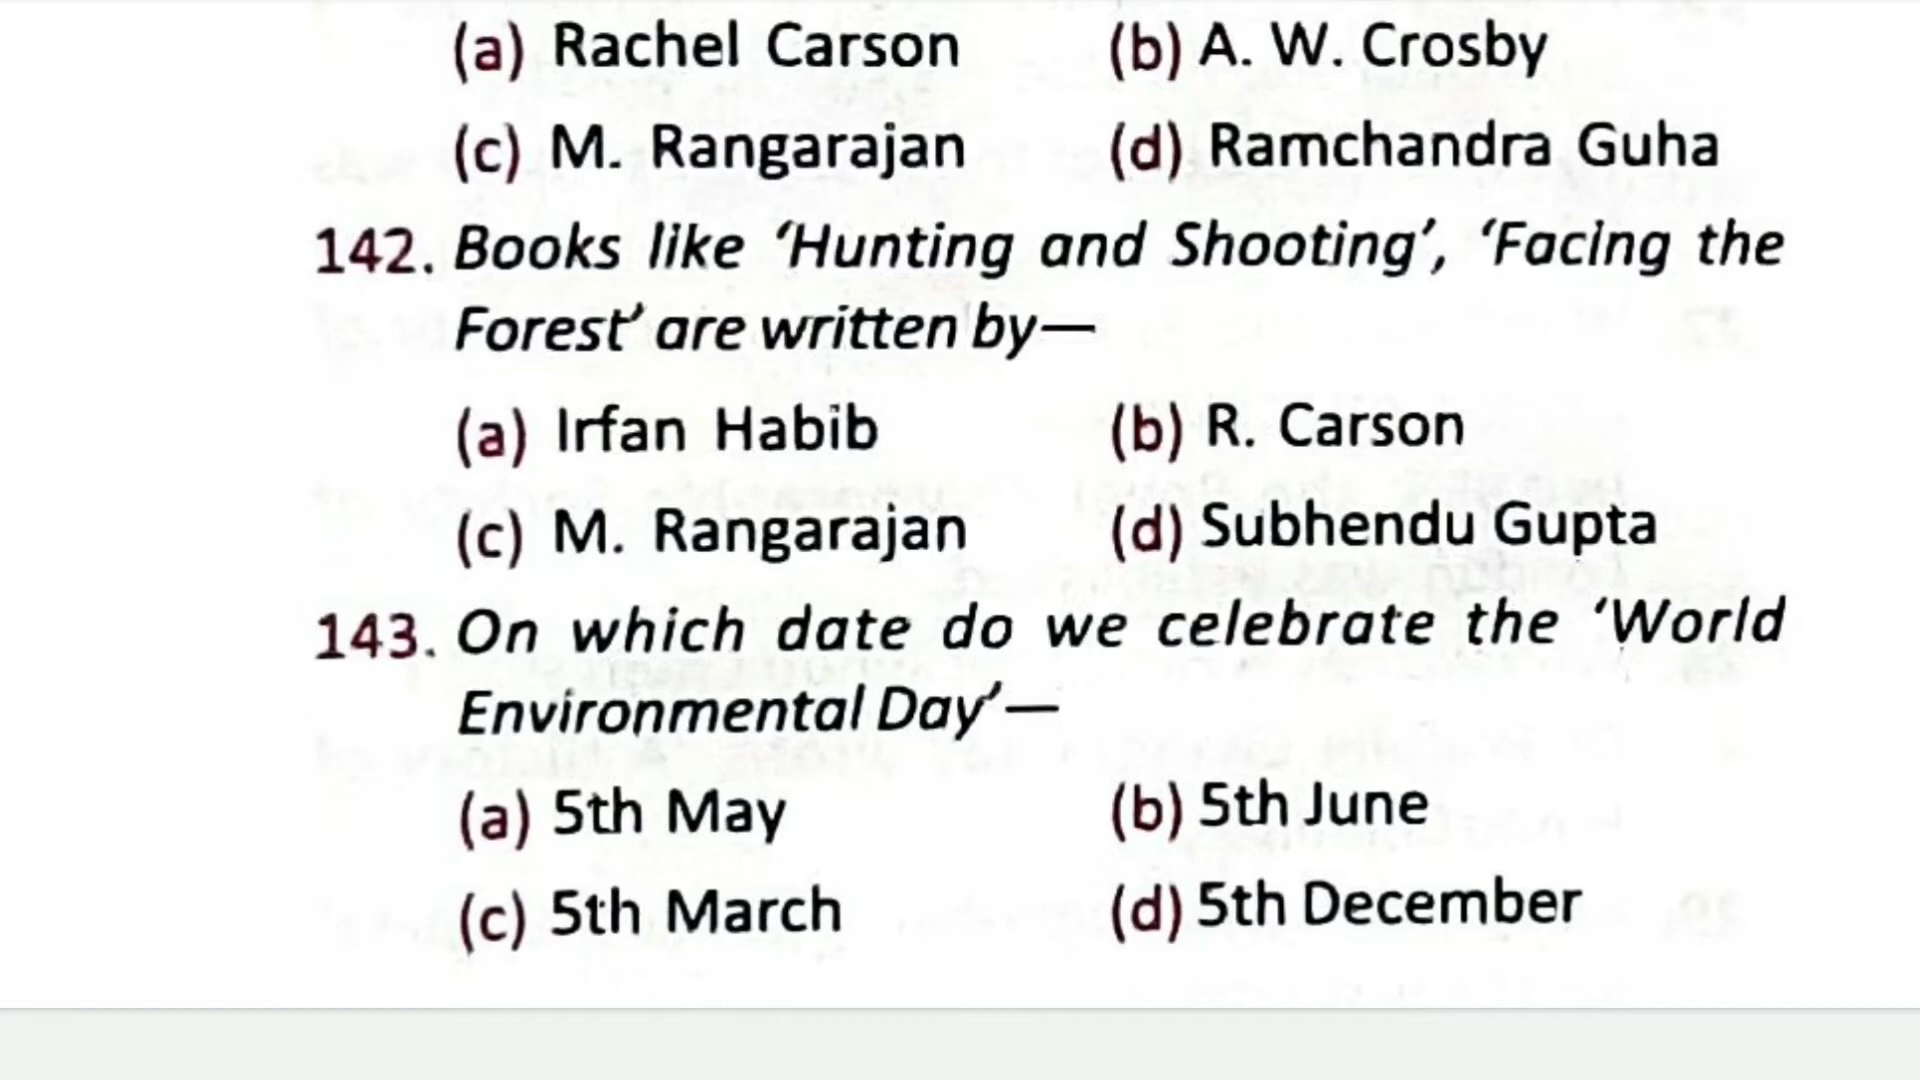 (a) Rachel Carson (b) A. W. Crosby
(c) M. Rangarajan (d) Ramchandra Guha
142. Books like ‘Hunting and Shooting’, ‘Facing the
Forest’ are written by—
(a) Irfan Habib (b) R. Carson
(c) M. Rangarajan (d) Subhendu Gupta
143. On which date do we celebrate the ‘World
Environmental Day’—
(a) 5th May (b) 5th June
(c) 5th March (d) 5th December